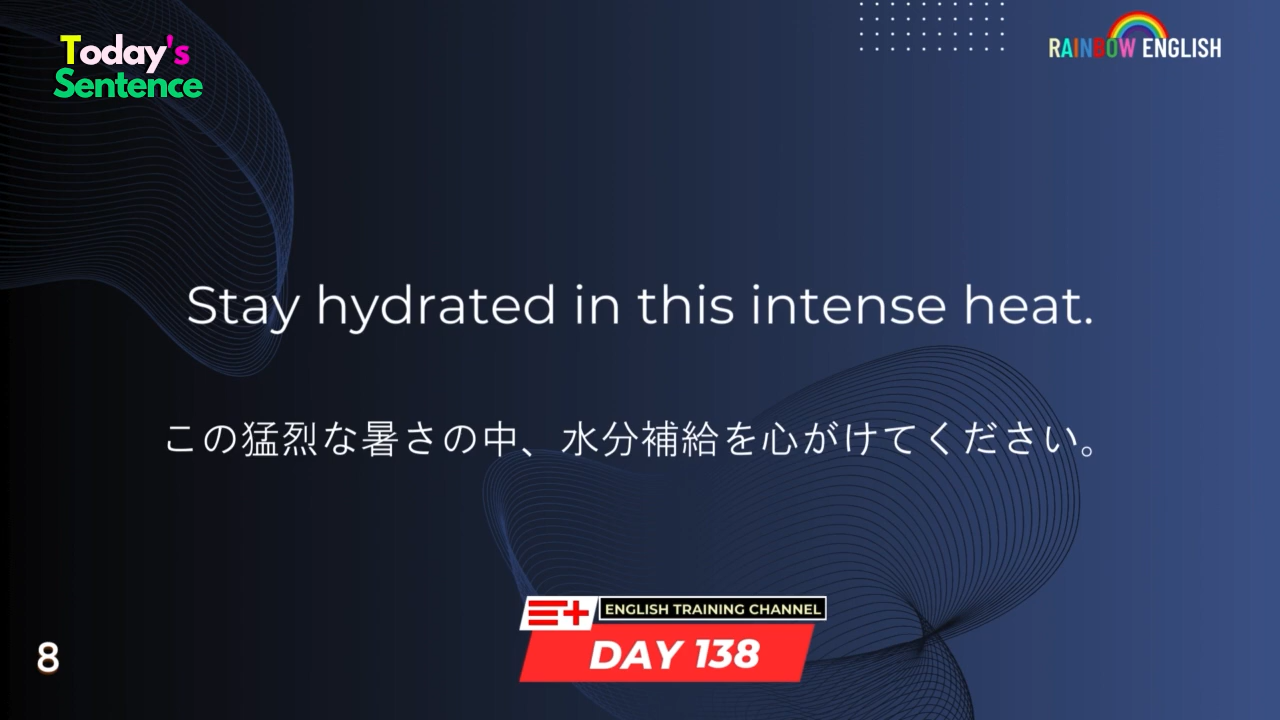 Today's
Sentence
RAINBOW ENGLISH
Stay hydrated in this intense heat.
この猛烈な暑さの中、水分補給を心がけてください。
E+ ENGLISH TRAINING CHANNEL
DAY 138
8